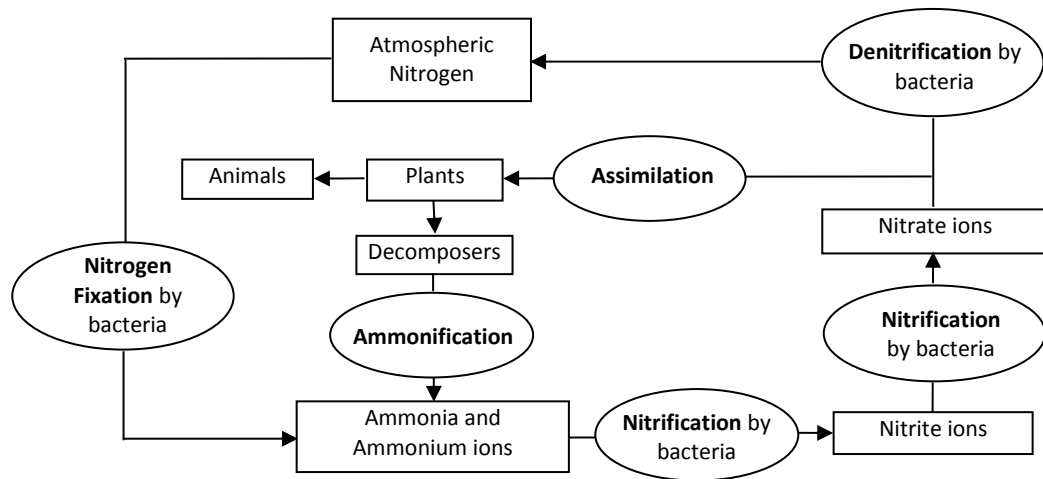 Atmospheric
Nitrogen
Denitrification by
bacteria
Animals
Plants
Assimilation
Nitrate ions
Decomposers
Nitrogen
Fixation by
bacteria
Ammonification
Nitrification
by bacteria
Ammonia and
Ammonium ions
Nitrification by
bacteria
Nitrite ions